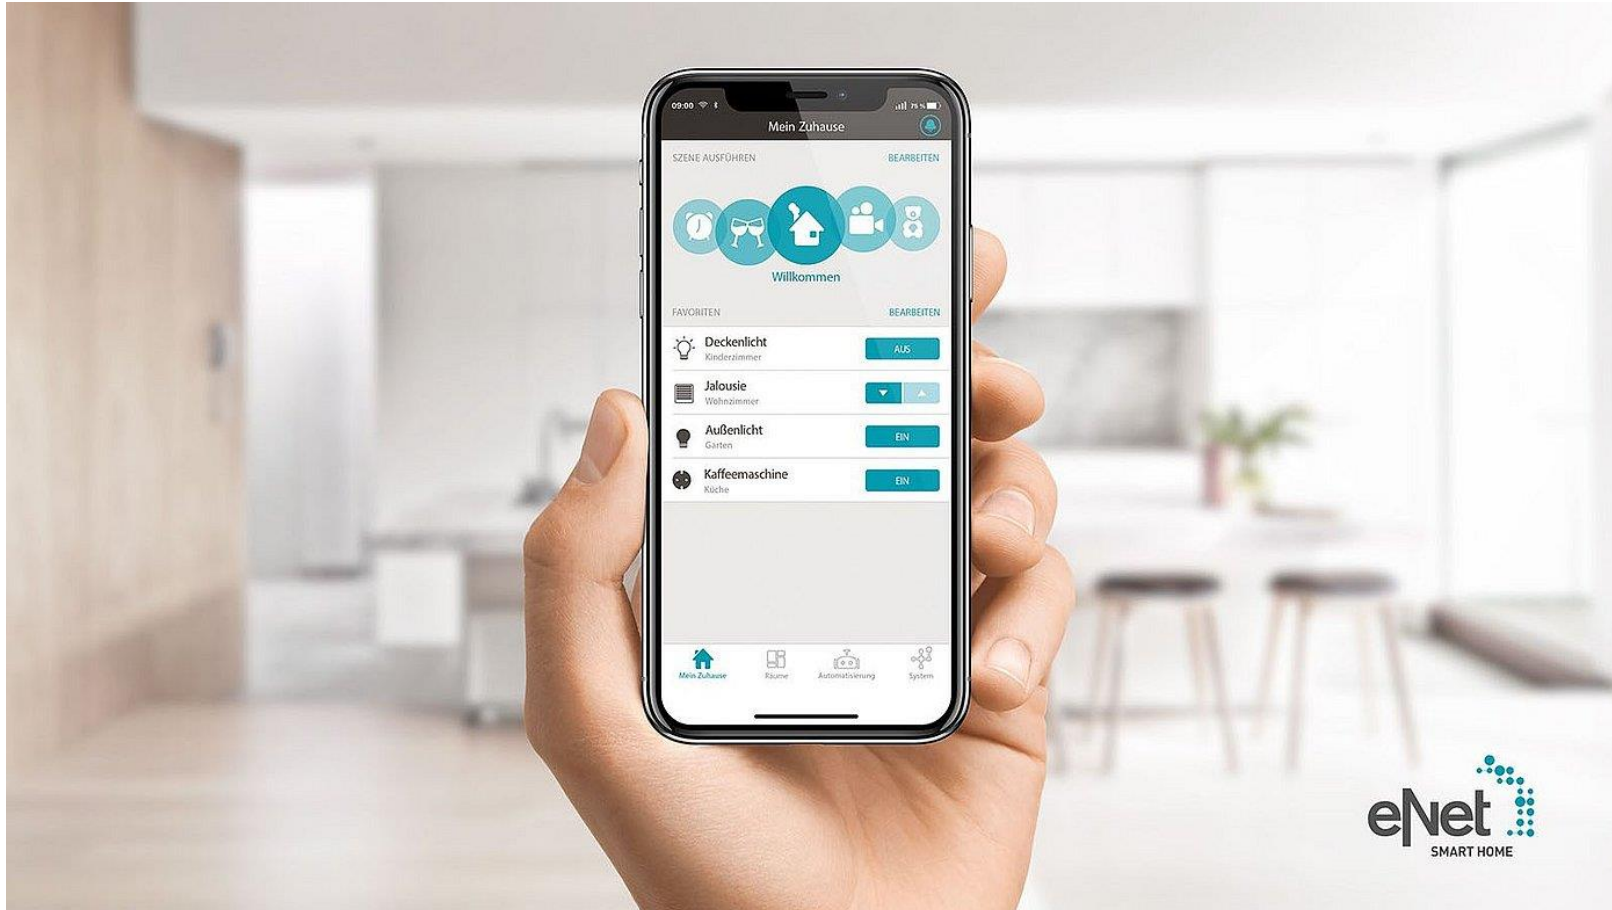 09:00
75 %
Mein Zuhause
SZENE AUSFÜHREN
BEARBEITEN
Willkommen
FAVORITEN
BEARBEITEN
Deckenlicht
Kinderzimmer
AUS
Jalousie
Wohnzimmer
Außenlicht
Garten
EIN
Kaffeemaschine
Küche
EIN
Mein Zuhause
Räume
Automatisierung
System
eNet
SMART HOME